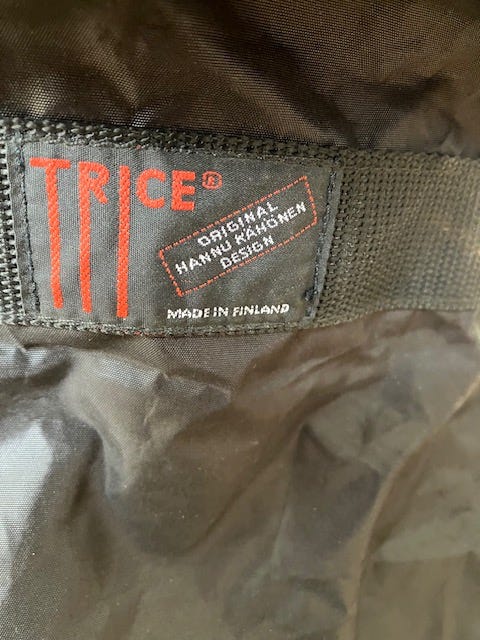 TRICE®
ORIGINAL
HANNU KÄHÖNEN
DESIGN
MADE IN FINLAND